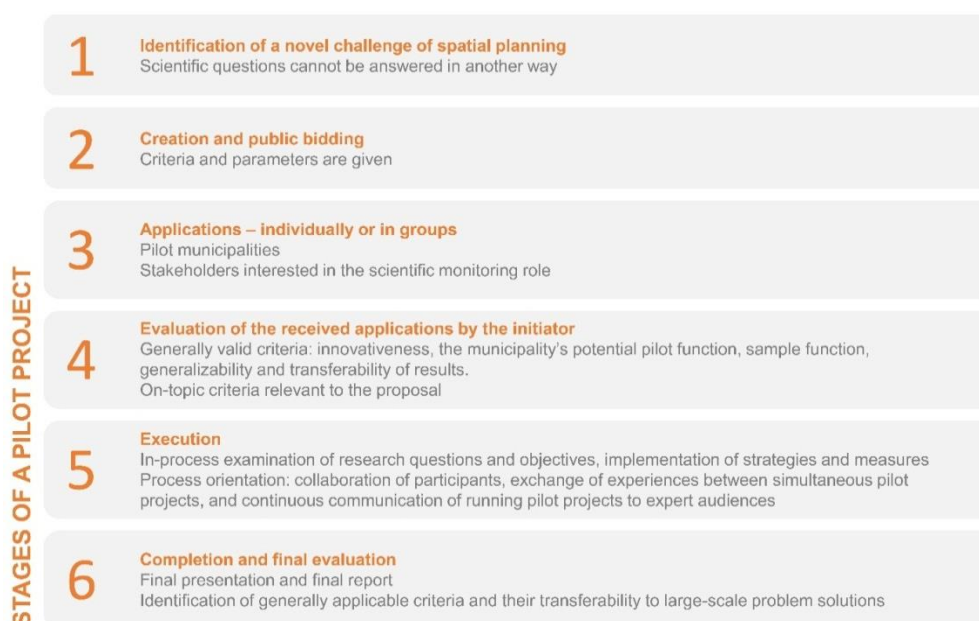 STAGES OF A PILOT PROJECT
1
Identification of a novel challenge of spatial planning
Scientific questions cannot be answered in another way
2
Creation and public bidding
Criteria and parameters are given
3
Applications – individually or in groups
Pilot municipalities
Stakeholders interested in the scientific monitoring role
4
Evaluation of the received applications by the initiator
Generally valid criteria: innovativeness, the municipality's potential pilot function, sample function,
generalizability and transferability of results.
On-topic criteria relevant to the proposal
5
Execution
In-process examination of research questions and objectives, implementation of strategies and measures
Process orientation: collaboration of participants, exchange of experiences between simultaneous pilot
projects, and continuous communication of running pilot projects to expert audiences
6
Completion and final evaluation
Final presentation and final report
Identification of generally applicable criteria and their transferability to large-scale problem solutions